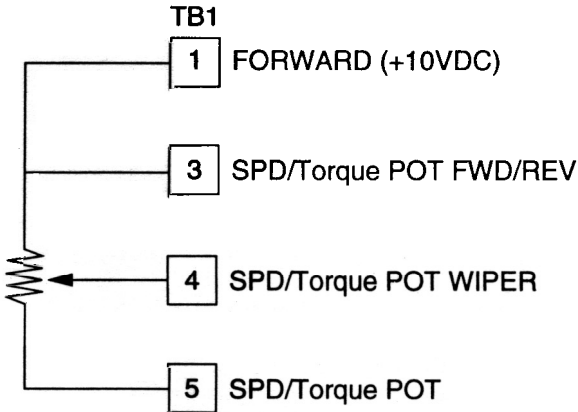 TB1
1 FORWARD (+10VDC)
3 SPD/Torque POT FWD/REV
4 SPD/Torque POT WIPER
5 SPD/Torque POT